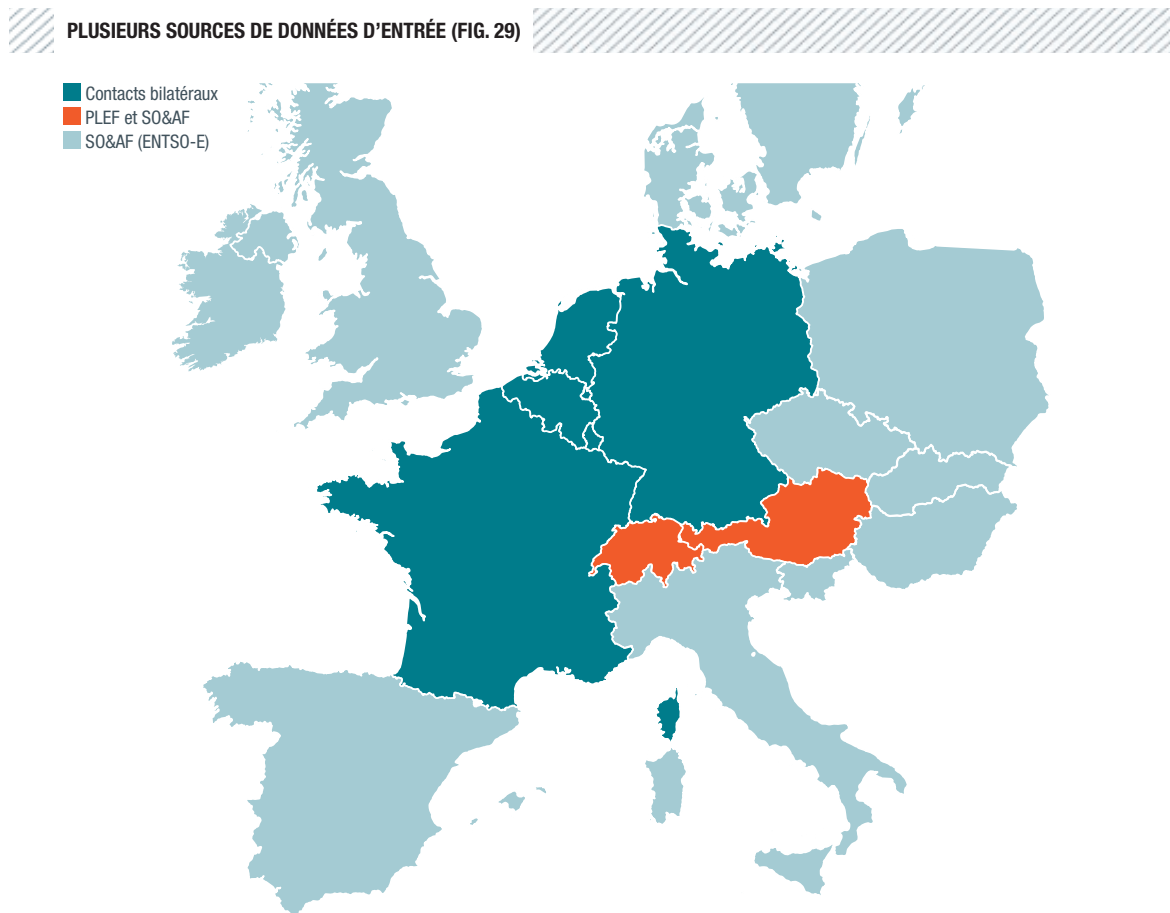 PLUSIEURS SOURCES DE DONNÉES D’ENTRÉE (FIG. 29)
Contacts bilatéraux
PLEF et SO&AF
SO&AF (ENTSO-E)